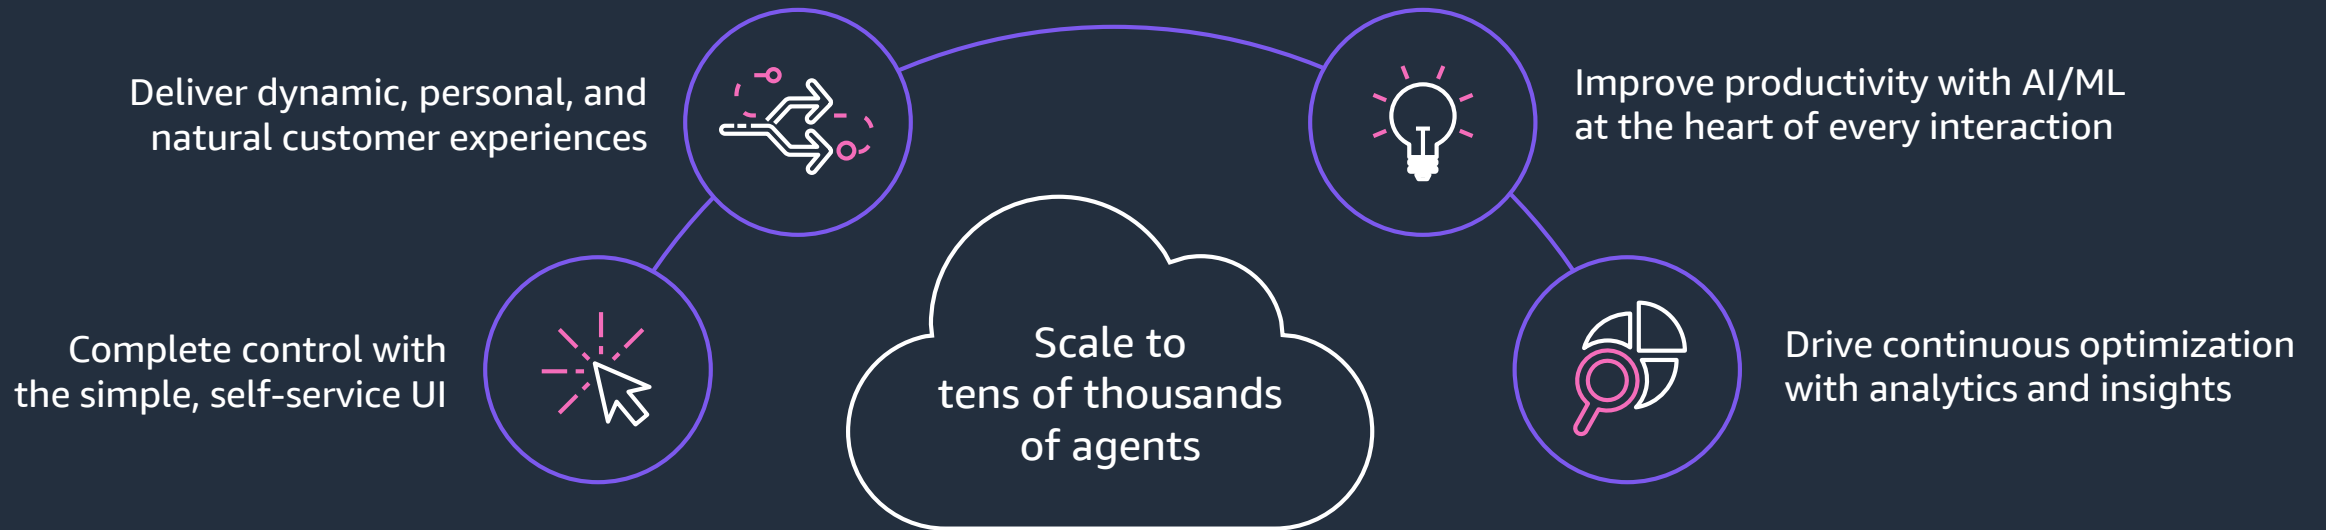 Deliver dynamic, personal, and
natural customer experiences
Improve productivity with AI/ML
at the heart of every interaction
Complete control with
the simple, self-service UI
Scale to
tens of thousands
of agents
Drive continuous optimization
with analytics and insights